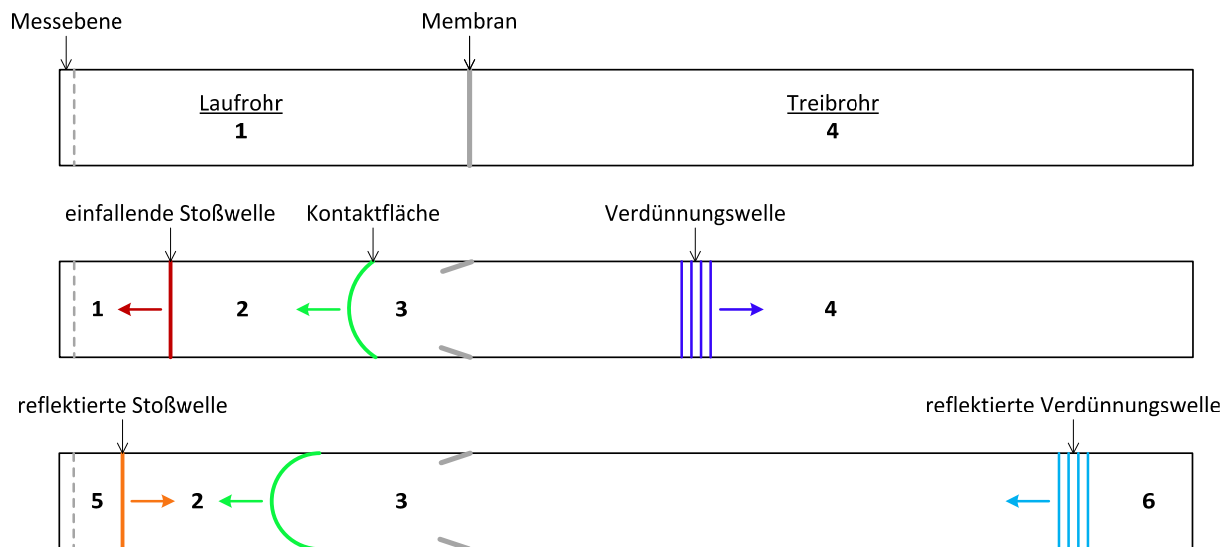 Messebene
Membran
Laufrohr
1
Treibrohr
4
einfallende Stoßwelle
Kontaktfläche
Verdünnungswelle
1
2
3
4
reflektierte Stoßwelle
reflektierte Verdünnungswelle
5
2
3
6